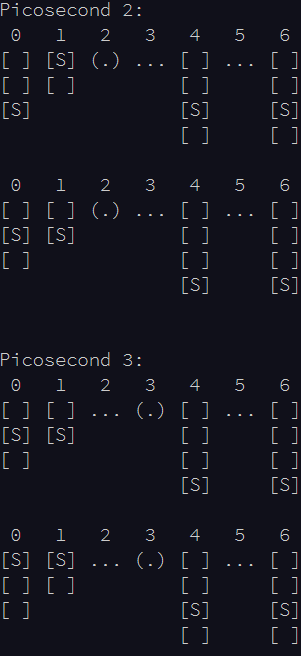 Picosecond 2:
 0   1   2   3   4   5   6
[ ] [S] (.) ... [ ] ... [ ]
[ ] [ ]         [ ]     [ ]
[S]             [S]     [S]
                [ ]     [ ]

 0   1   2   3   4   5   6
[ ] [ ] (.) ... [ ] ... [ ]
[S] [S]         [ ]     [ ]
[ ]             [ ]     [ ]
                [S]     [S]


Picosecond 3:
 0   1   2   3   4   5   6
[ ] [ ] ... (.) [ ] ... [ ]
[S] [S]         [ ]     [ ]
[ ]             [ ]     [ ]
                [S]     [S]

 0   1   2   3   4   5   6
[S] [S] ... (.) [ ] ... [ ]
[ ] [ ]         [ ]     [ ]
[ ]             [S]     [S]
                [ ]     [ ]